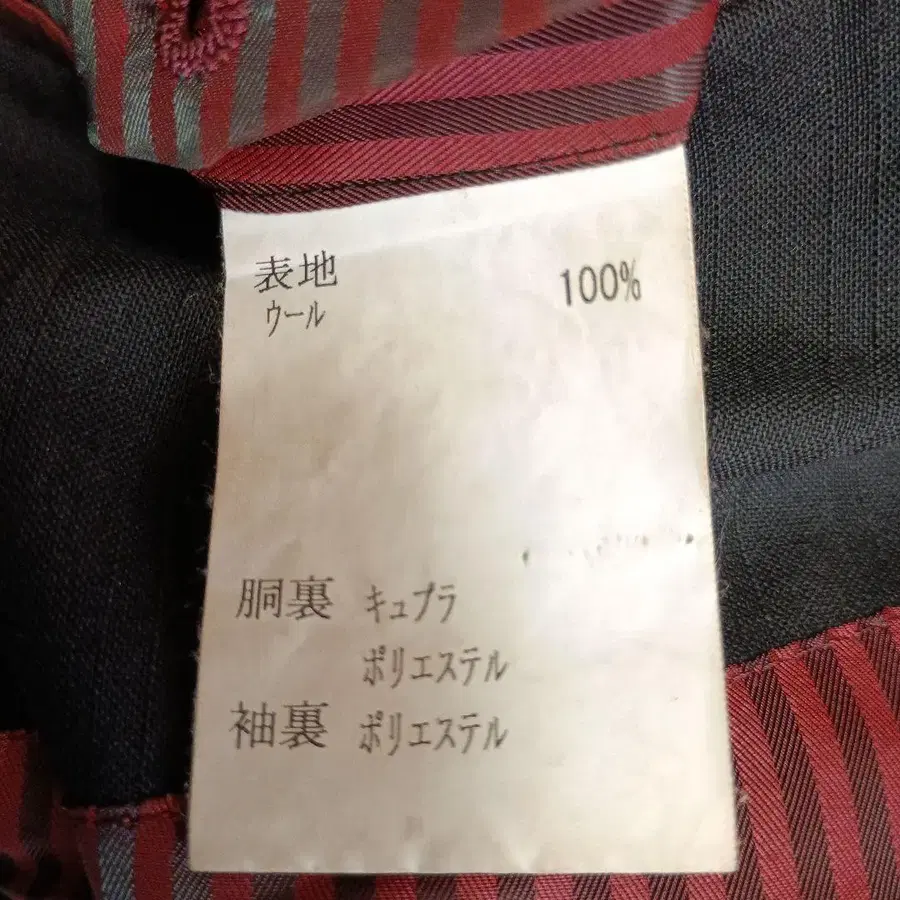 表地 100%
ウール
胴裏 キュプラ
ポリエステル
袖裏 ポリエステル